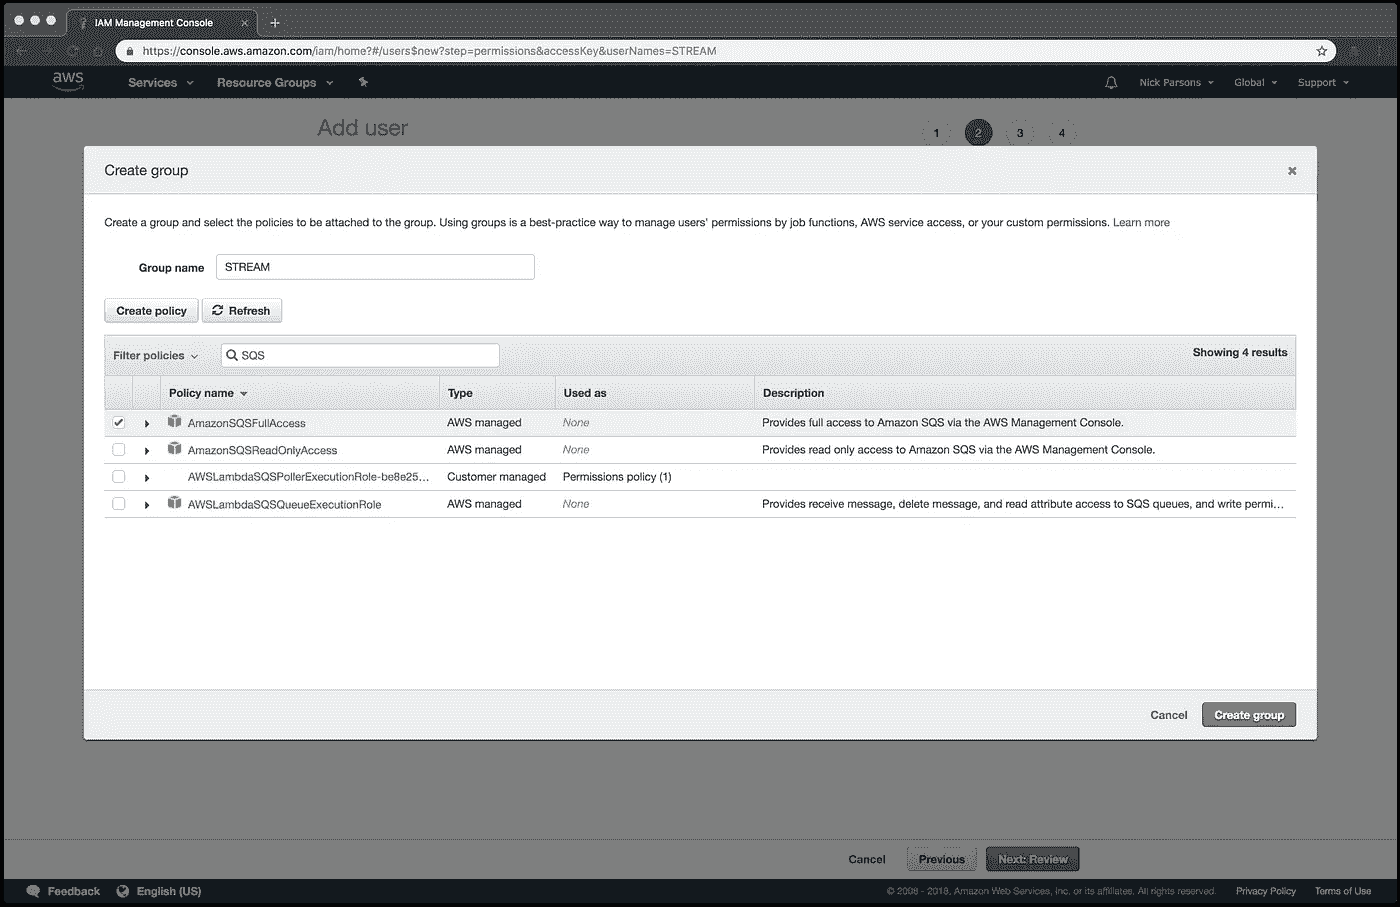 IAM Management Console
https://console.aws.amazon.com/iam/home?#/users$new?step=permissions&accessKey&userNames=STREAM
aws Services Resource Groups Nick Parsons Global Support
Add user 1 2 3 4
Create group
Create a group and select the policies to be attached to the group. Using groups is a best-practice way to manage users' permissions by job functions, AWS service access, or your custom permissions. Learn more
Group name STREAM
Create policy Refresh
Filter policies SQS Showing 4 results
Policy name Type Used as Description
AmazonSQSFullAccess AWS managed None Provides full access to Amazon SQS via the AWS Management Console.
AmazonSQSReadOnlyAccess AWS managed None Provides read only access to Amazon SQS via the AWS Management Console.
AWSLambdaSQSPollerExecutionRole-be8e25... Customer managed Permissions policy (1)
AWSLambdaSQSQueueExecutionRole AWS managed None Provides receive message, delete message, and read attribute access to SQS queues, and write permi...
Cancel Create group
Cancel Previous Next: Review
Feedback English (US) © 2008 - 2018, Amazon Web Services, Inc. or its affiliates. All rights reserved. Privacy Policy Terms of Use